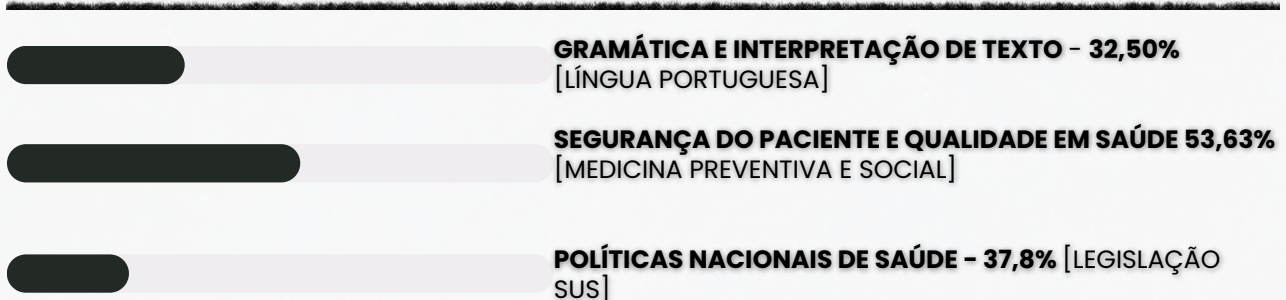 GRAMÁTICA E INTERPRETAÇÃO DE TEXTO - 32,50%
[LÍNGUA PORTUGUESA]
SEGURANÇA DO PACIENTE E QUALIDADE EM SAÚDE 53,63%
[MEDICINA PREVENTIVA E SOCIAL]
POLÍTICAS NACIONAIS DE SAÚDE - 37,8% [LEGISLAÇÃO
SUS]